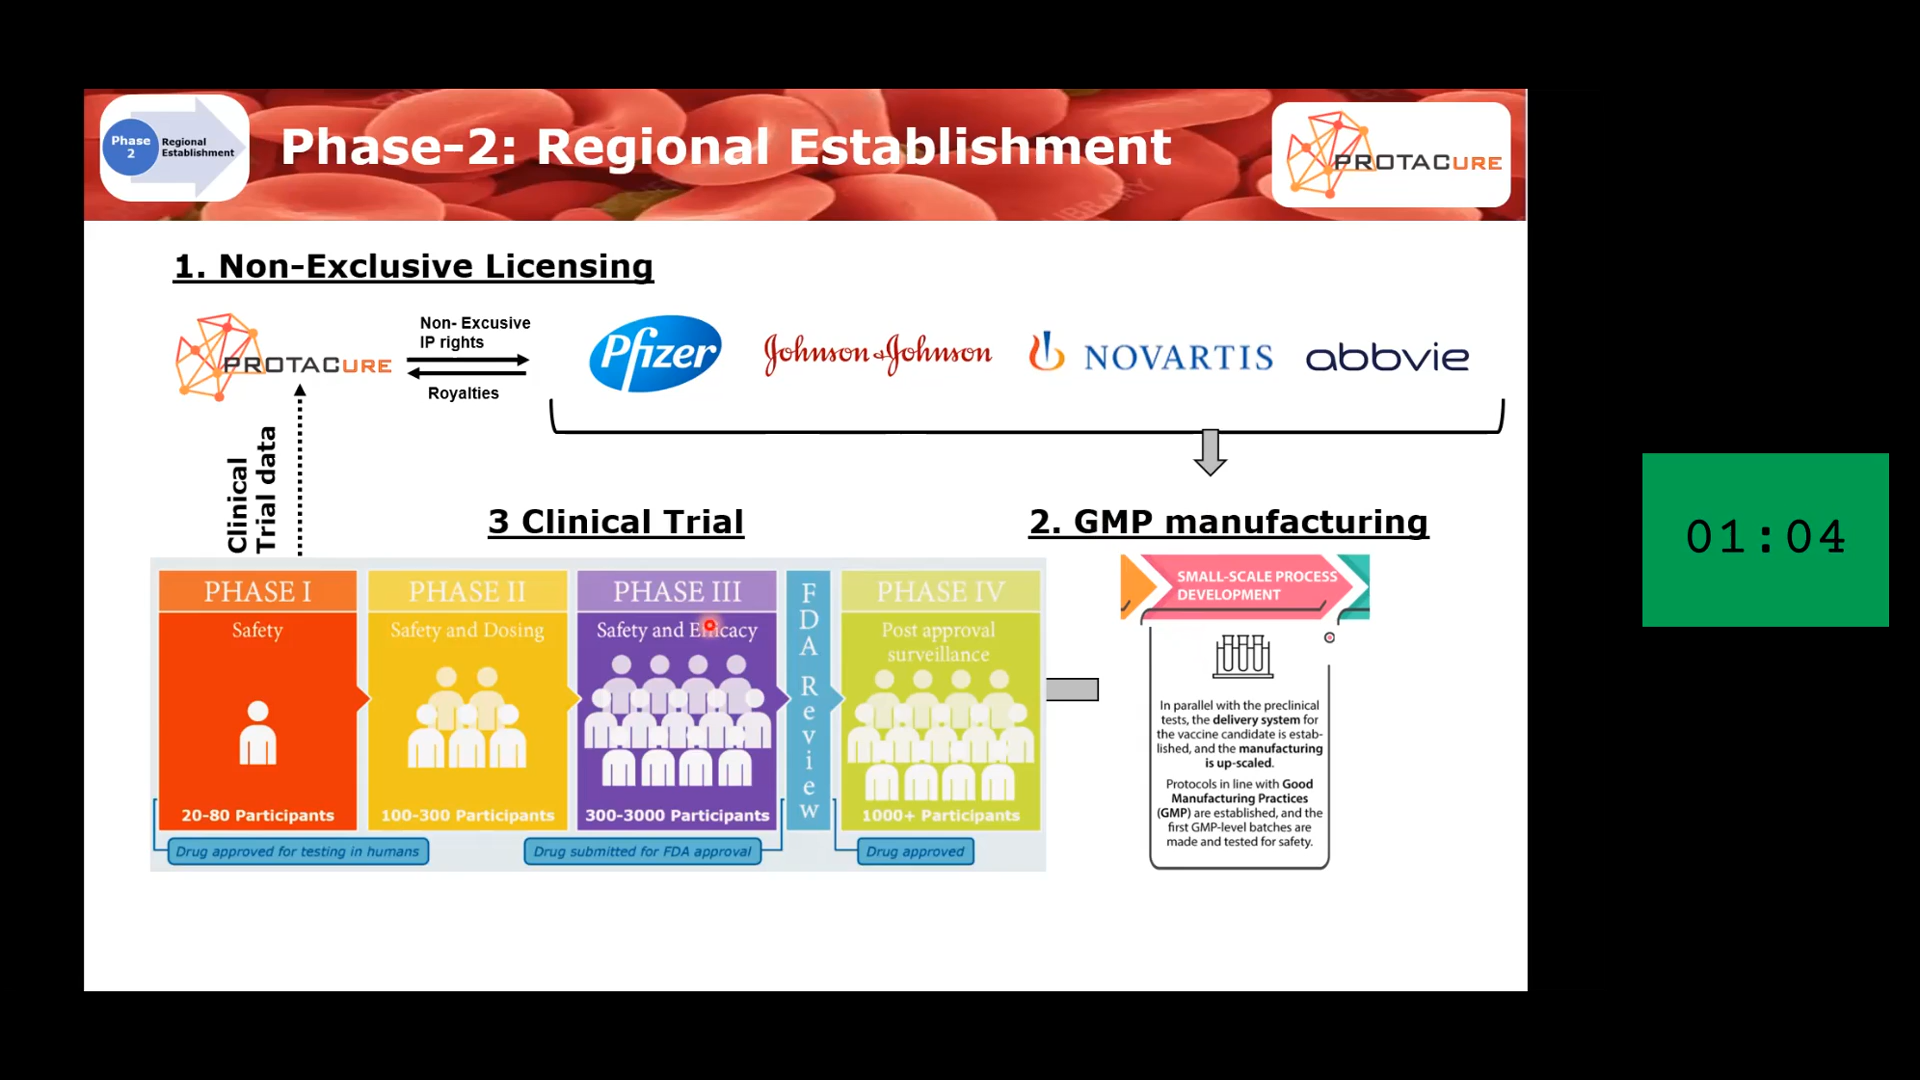 Phase
2
Regional
Establishment
Phase-2: Regional Establishment
PROTACURE
1. Non-Exclusive Licensing
PROTACURE
Non- Excusive
IP rights
Royalties
Pfizer
Johnson & Johnson
NOVARTIS
abbvie
Clinical
Trial data
3 Clinical Trial
2. GMP manufacturing
PHASE I
Safety
20-80 Participants
PHASE II
Safety and Dosing
100-300 Participants
PHASE III
Safety and Efficacy
300-3000 Participants
FDA Review
PHASE IV
Post approval
surveillance
1000+ Participants
Drug approved for testing in humans
Drug submitted for FDA approval
Drug approved
SMALL-SCALE PROCESS
DEVELOPMENT
In parallel with the preclinical
tests, the delivery system for
the vaccine candidate is estab-
lished, and the manufacturing
is up-scaled.
Protocols in line with Good
Manufacturing Practices
(GMP) are established, and the
first GMP-level batches are
made and tested for safety.
01:04